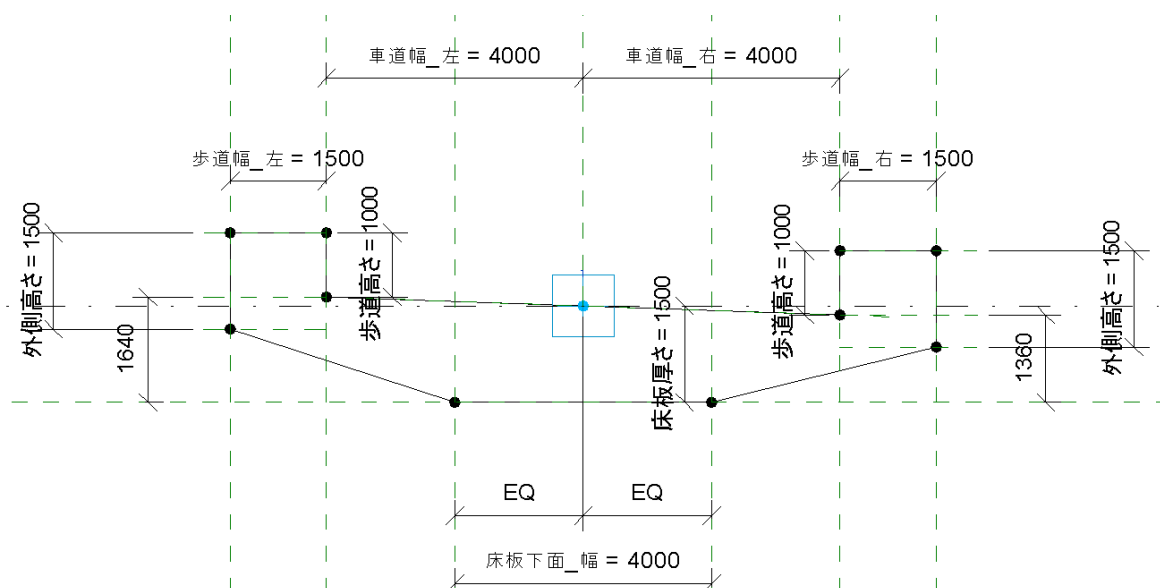 車道幅_左 = 4000
車道幅_右 = 4000
歩道幅_左 = 1500
歩道幅_右 = 1500
外側高さ = 1500
歩道高さ = 1000
歩道高さ = 1000
外側高さ = 1500
1640
床板厚さ = 1500
1360
EQ
EQ
床板下面_幅 = 4000